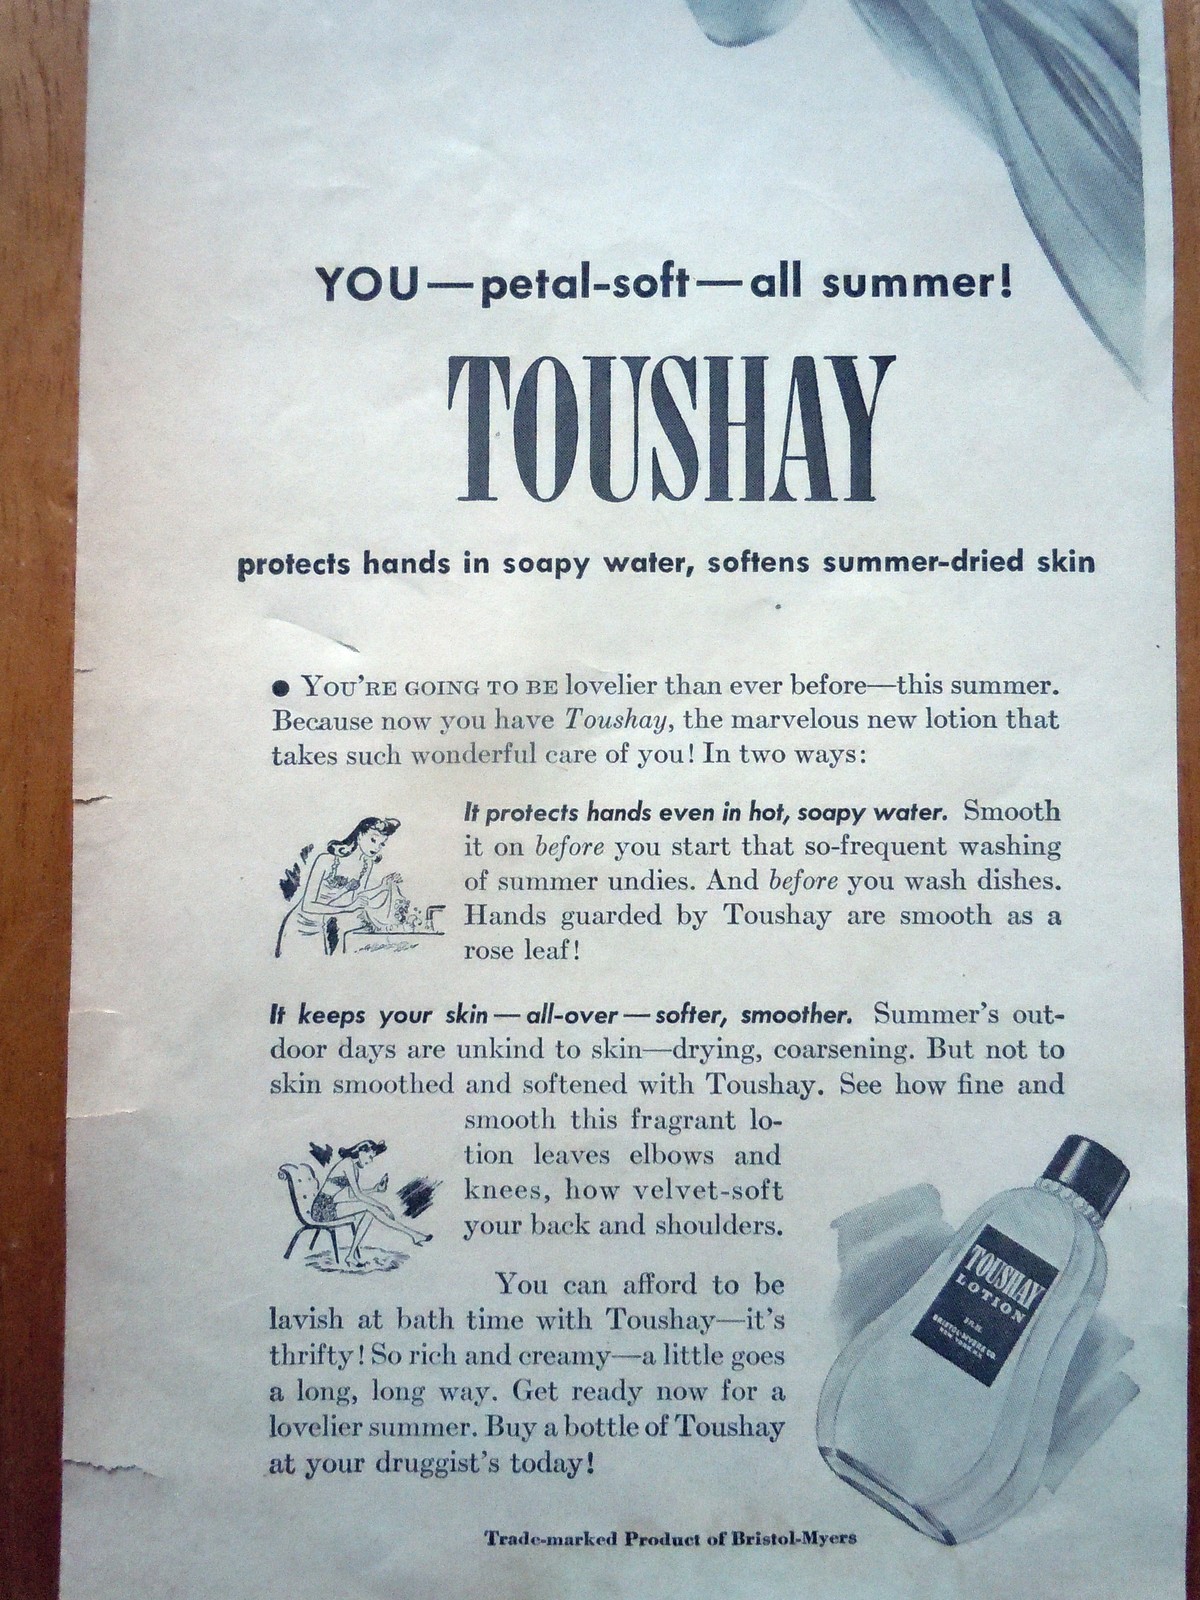 YOU—petal-soft—all summer!
TOUSHAY
protects hands in soapy water, softens summer-dried skin
● YOU'RE GOING TO BE lovelier than ever before—this summer.
Because now you have Toushay, the marvelous new lotion that
takes such wonderful care of you! In two ways:
It protects hands even in hot, soapy water. Smooth
it on before you start that so-frequent washing
of summer undies. And before you wash dishes.
Hands guarded by Toushay are smooth as a
rose leaf!
It keeps your skin—all-over—softer, smoother. Summer's out-
door days are unkind to skin—drying, coarsening. But not to
skin smoothed and softened with Toushay. See how fine and
smooth this fragrant lo-
tion leaves elbows and
knees, how velvet-soft
your back and shoulders.
You can afford to be
lavish at bath time with Toushay—it's
thrifty! So rich and creamy—a little goes
a long, long way. Get ready now for a
lovelier summer. Buy a bottle of Toushay
at your druggist's today!
TOUSHAY
LOTION
BRISTOL-MYERS CO.
NEW YORK, N.Y.
Trade-marked Product of Bristol-Myers